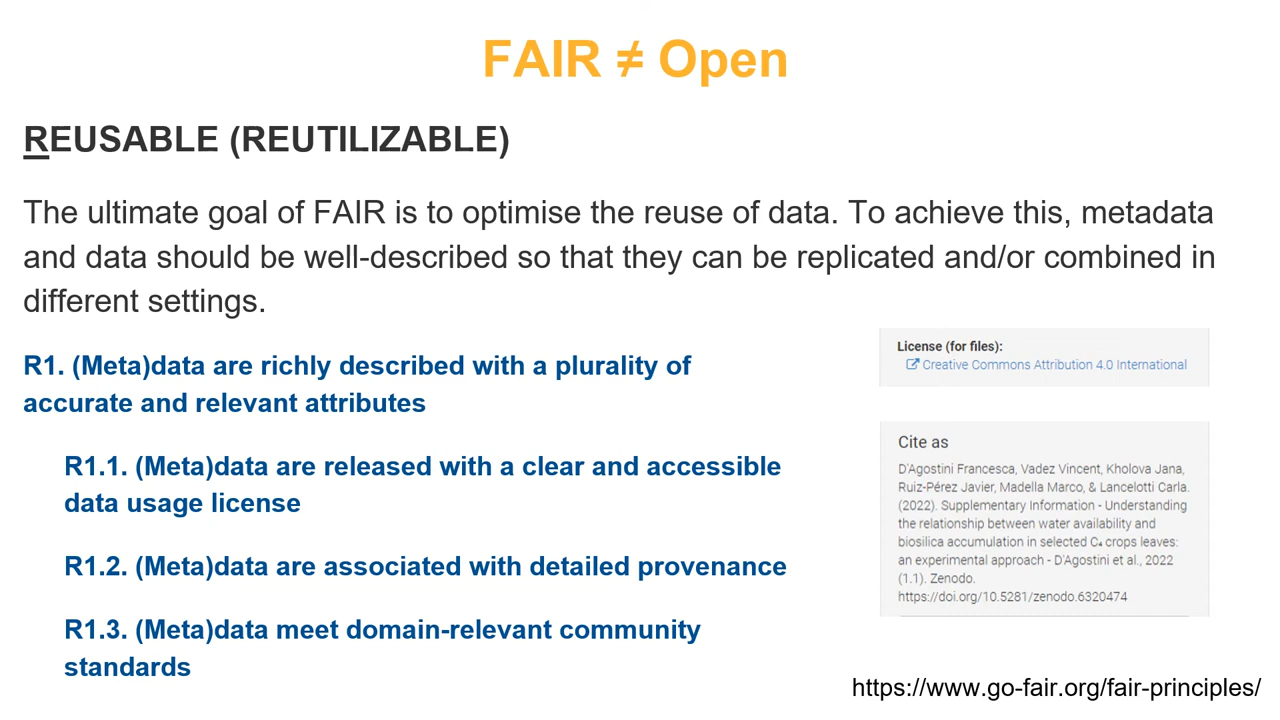 FAIR ≠ Open
REUSABLE (REUTILIZABLE)
The ultimate goal of FAIR is to optimise the reuse of data. To achieve this, metadata
and data should be well-described so that they can be replicated and/or combined in
different settings.
R1. (Meta)data are richly described with a plurality of
accurate and relevant attributes
R1.1. (Meta)data are released with a clear and accessible
data usage license
R1.2. (Meta)data are associated with detailed provenance
R1.3. (Meta)data meet domain-relevant community
standards
License (for files):
Creative Commons Attribution 4.0 International
Cite as
D'Agostini Francesca, Vadez Vincent, Kholova Jana,
Ruiz-Pérez Javier, Madella Marco, & Lancelotti Carla.
(2022). Supplementary Information - Understanding
the relationship between water availability and
biosilica accumulation in selected C₄ crops leaves:
an experimental approach - D'Agostini et al., 2022
(1.1). Zenodo.
https://doi.org/10.5281/zenodo.6320474
https://www.go-fair.org/fair-principles/